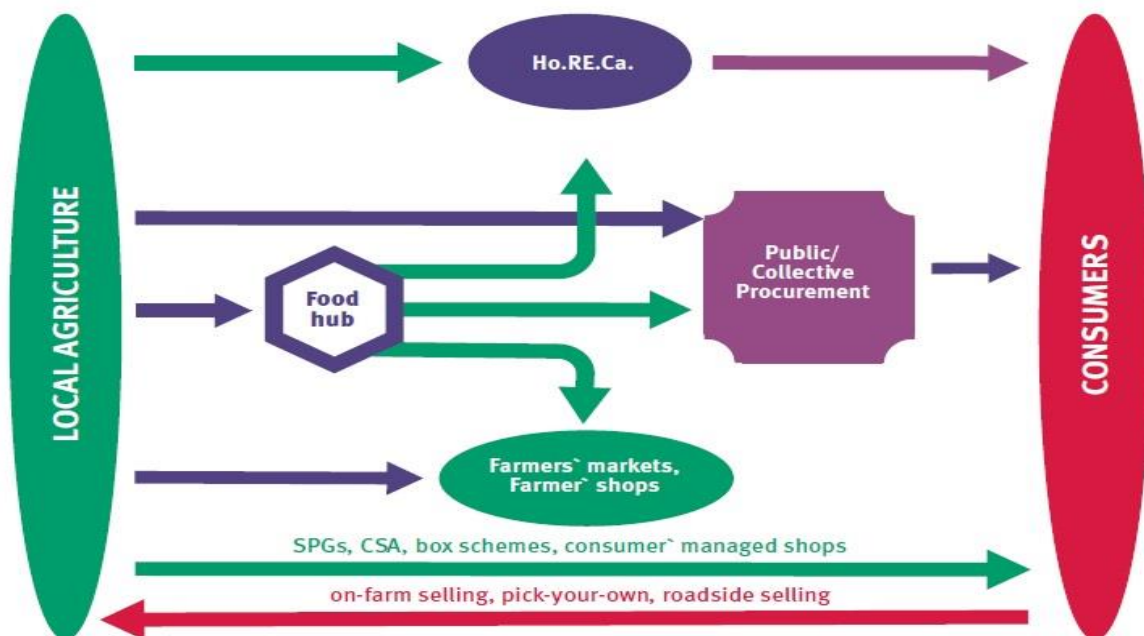 Ho.RE.Ca.
LOCAL AGRICULTURE
Public/
Collective
Procurement
Food
hub
CONSUMERS
Farmers` markets,
Farmer` shops
SPGs, CSA, box schemes, consumer` managed shops
on-farm selling, pick-your-own, roadside selling